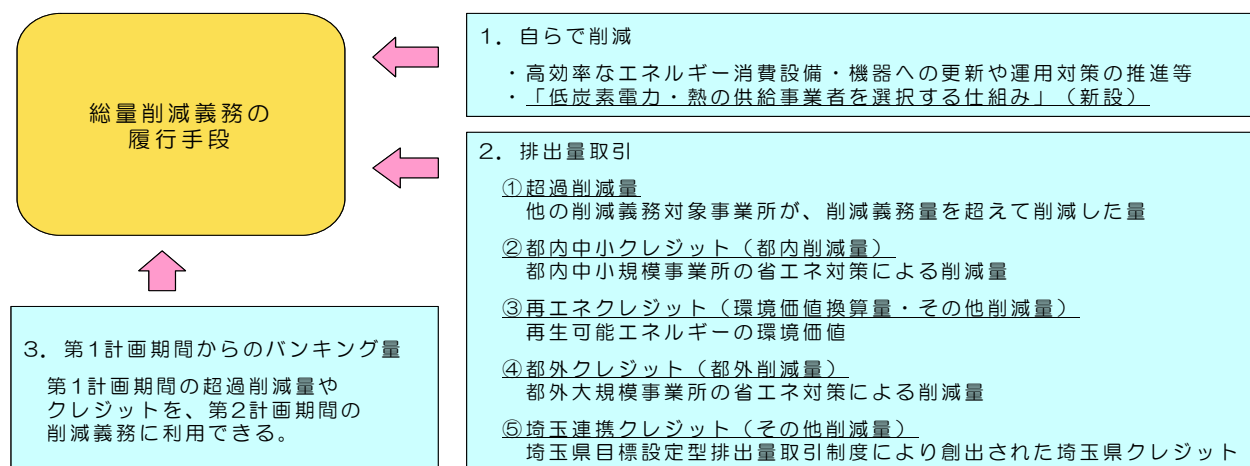 総量削減義務の
履行手段
1．自らで削減
・高効率なエネルギー消費設備・機器への更新や運用対策の推進等
・「低炭素電力・熱の供給事業者を選択する仕組み」（新設）
2．排出量取引
①超過削減量
他の削減義務対象事業所が、削減義務量を超えて削減した量
②都内中小クレジット（都内削減量）
都内中小規模事業所の省エネ対策による削減量
③再エネクレジット（環境価値換算量・その他削減量）
再生可能エネルギーの環境価値
④都外クレジット（都外削減量）
都外大規模事業所の省エネ対策による削減量
⑤埼玉連携クレジット（その他削減量）
埼玉県目標設定型排出量取引制度により創出された埼玉県クレジット
3．第1計画期間からのバンキング量
第1計画期間の超過削減量や
クレジットを、第2計画期間の
削減義務に利用できる。